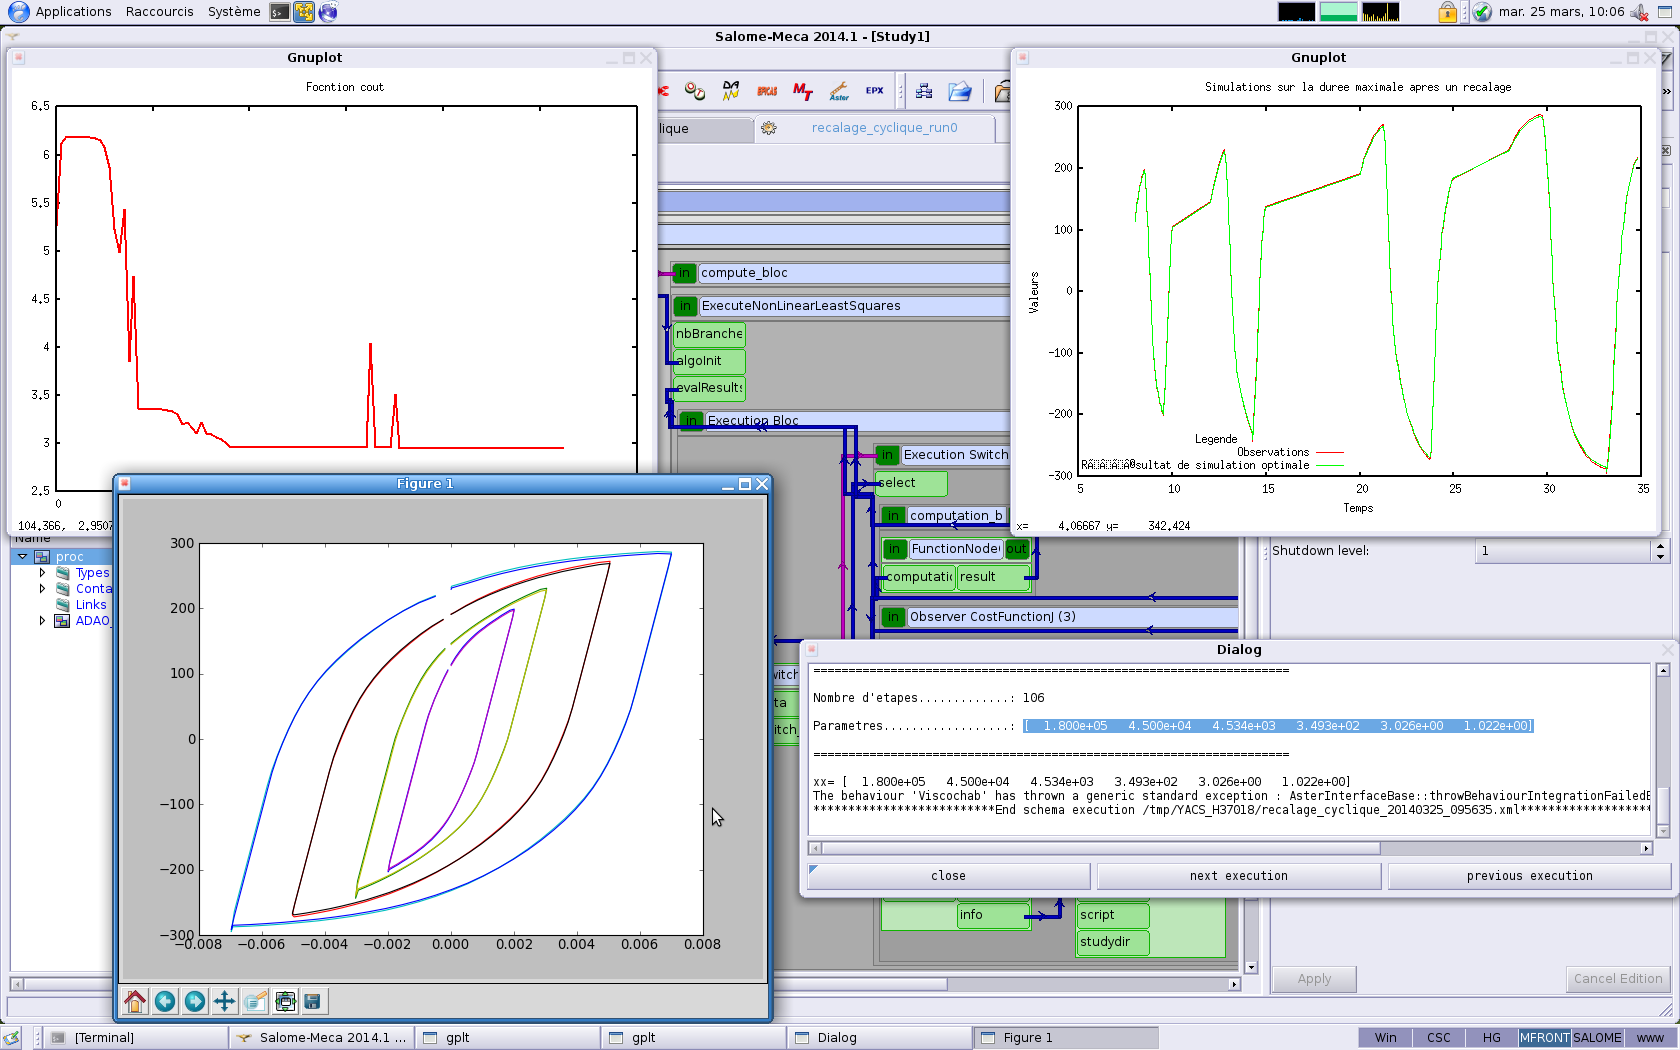 Applications Raccourcis Système
mar. 25 mars, 10:06
Salome-Meca 2014.1 - [Study1]
Gnuplot
Focntion cout
6.5
6
5.5
5
4.5
4
3.5
3
2.5
0
104.366, 2.9507
EFICAS
Aster
EPX
lique
recalage_cyclique_run0
in compute_bloc
in ExecuteNonLinearLeastSquares
nbBranche
algoInit
evalResults
in Execution Bloc
in Execution Switch
select
in computation_b
in FunctionNode out
computatic result
in Observer CostFunctionJ (3)
witch
ta
itch_
info
script
studydir
Gnuplot
Simulations sur la duree maximale apres un recalage
300
200
100
0
-100
-200
-300
Valeurs
5 10 15 20 25 30 35
Temps
Legende
Observations
sultat de simulation optimale
x= 4.06667 y= 342.424
Name
proc
Types
Conta
Links
ADAO_
Shutdown level: 1
Apply
Cancel Edition
Figure 1
300
200
100
0
−100
−200
−300
−0.008 −0.006 −0.004 −0.002 0.000 0.002 0.004 0.006 0.008
Dialog
==================================================================
Nombre d'etapes.............: 106
Parametres..................: [ 1.800e+05 4.500e+04 4.534e+03 3.493e+02 3.026e+00 1.022e+00]
==================================================================
xx= [ 1.800e+05 4.500e+04 4.534e+03 3.493e+02 3.026e+00 1.022e+00]
The behaviour 'Viscochab' has thrown a generic standard exception : AsterInterfaceBase::throwBehaviourIntegrationFailedE
**************************End schema execution /tmp/YACS_H37018/recalage_cyclique_20140325_095635.xml*******************
close
next execution
previous execution
[Terminal]
Salome-Meca 2014.1 ...
gplt
gplt
Dialog
Figure 1
Win CSC HG MFRONT SALOME www